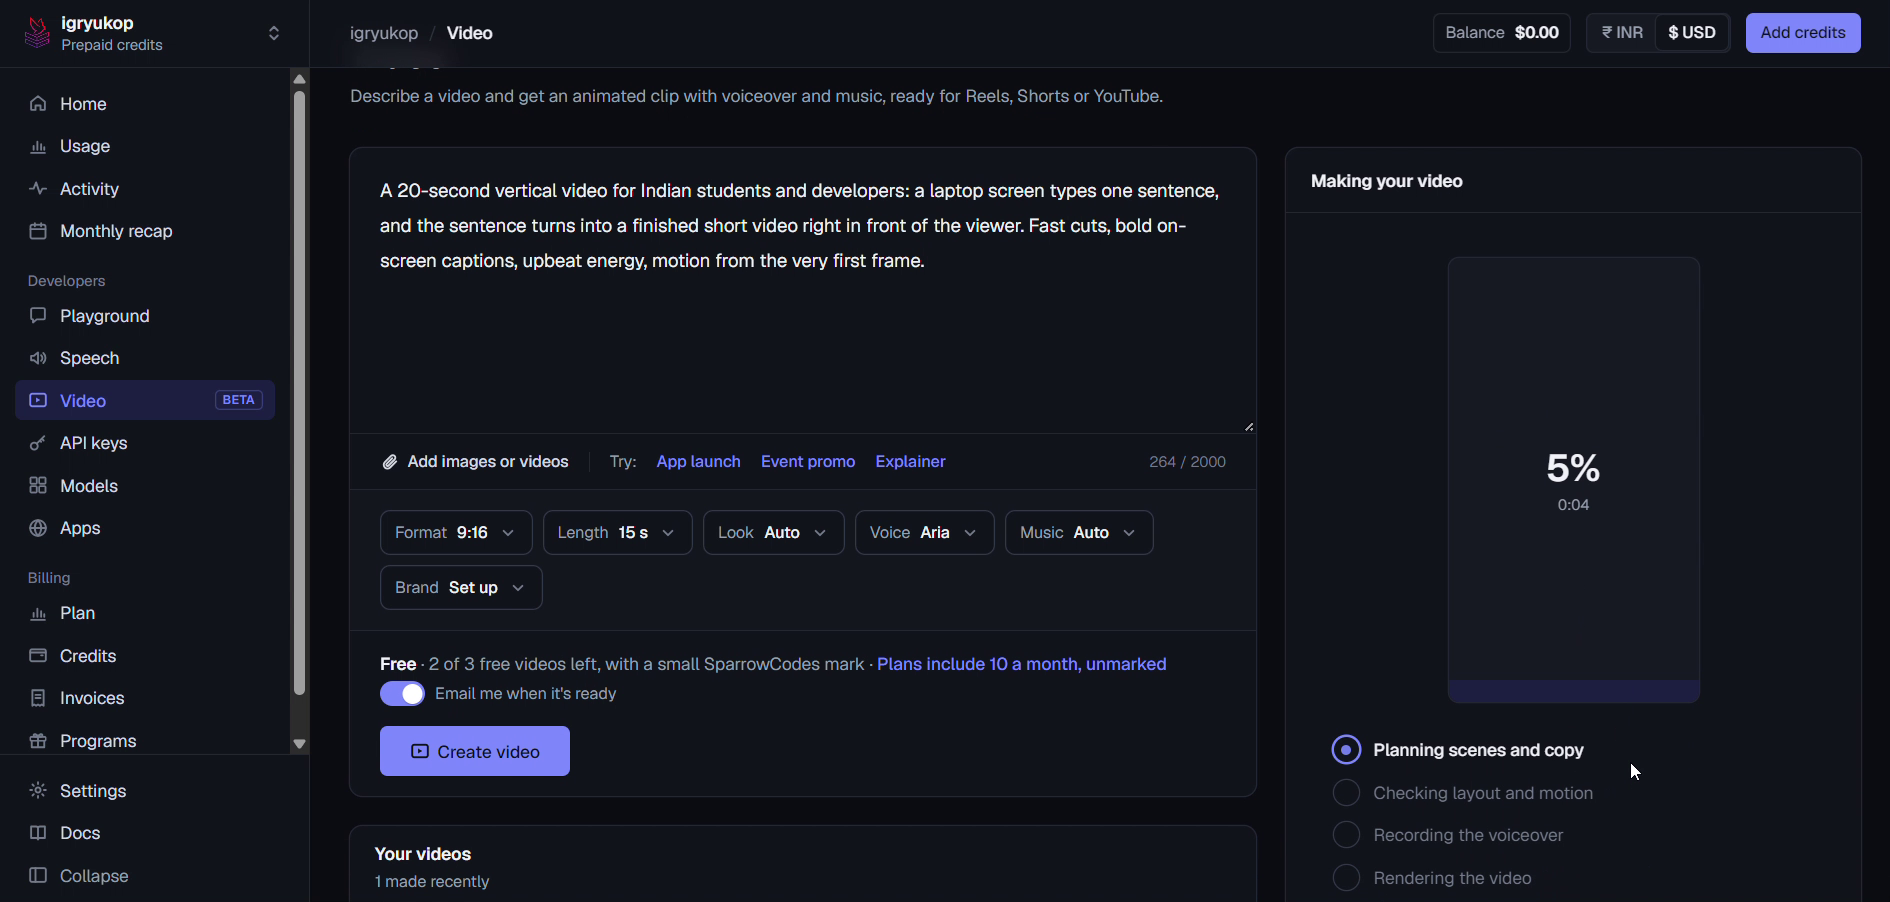 igryukop
Prepaid credits
Home
Usage
Activity
Monthly recap
Developers
Playground
Speech
Video BETA
API keys
Models
Apps
Billing
Plan
Credits
Invoices
Programs
Settings
Docs
Collapse
igryukop / Video
Balance $0.00
₹ INR $ USD
Add credits
Describe a video and get an animated clip with voiceover and music, ready for Reels, Shorts or YouTube.
A 20-second vertical video for Indian students and developers: a laptop screen types one sentence,
and the sentence turns into a finished short video right in front of the viewer. Fast cuts, bold on-
screen captions, upbeat energy, motion from the very first frame.
Add images or videos Try: App launch Event promo Explainer 264 / 2000
Format 9:16 Length 15 s Look Auto Voice Aria Music Auto
Brand Set up
Free · 2 of 3 free videos left, with a small SparrowCodes mark · Plans include 10 a month, unmarked
Email me when it's ready
Create video
Your videos
1 made recently
Making your video
5%
0:04
Planning scenes and copy
Checking layout and motion
Recording the voiceover
Rendering the video